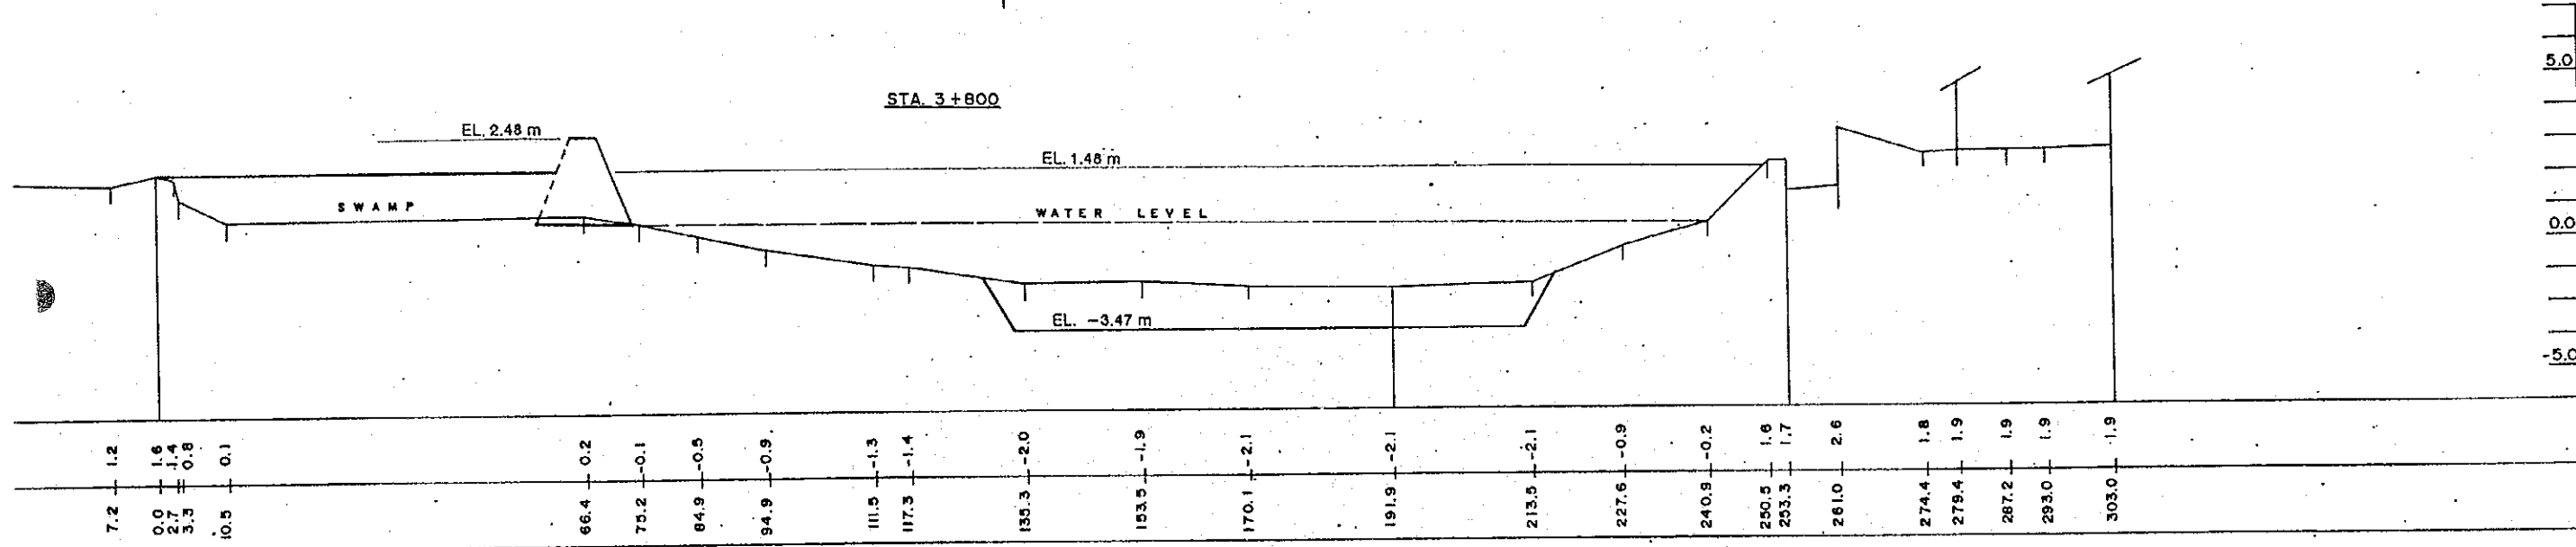 5.0
STA. 3+800
EL. 2.48 m
EL. 1.48 m
SWAMP
WATER LEVEL
0.0
EL. -3.47 m
-5.0
1.2 1.6 1.4 0.8 0.1 0.2 -0.1 -0.5 -0.9 -1.3 -1.4 -2.0 -1.9 -2.1 -2.1 -2.1 -0.9 -0.2 1.6 1.7 2.6 1.8 1.9 1.9 1.9 1.9
7.2 0.0 2.7 3.3 10.5 66.4 75.2 84.9 94.9 111.5 117.3 135.3 153.5 170.1 191.9 213.5 227.6 240.9 250.5 253.3 261.0 274.4 279.4 287.2 293.0 303.0